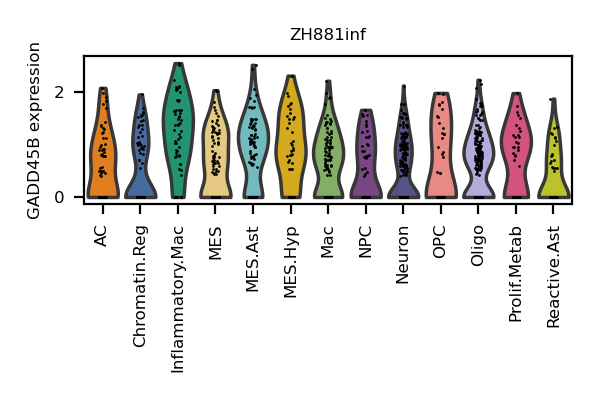 ZH881inf
GADD45B expression
2
0
AC
Chromatin.Reg
Inflammatory.Mac
MES
MES.Ast
MES.Hyp
Mac
NPC
Neuron
OPC
Oligo
Prolif.Metab
Reactive.Ast